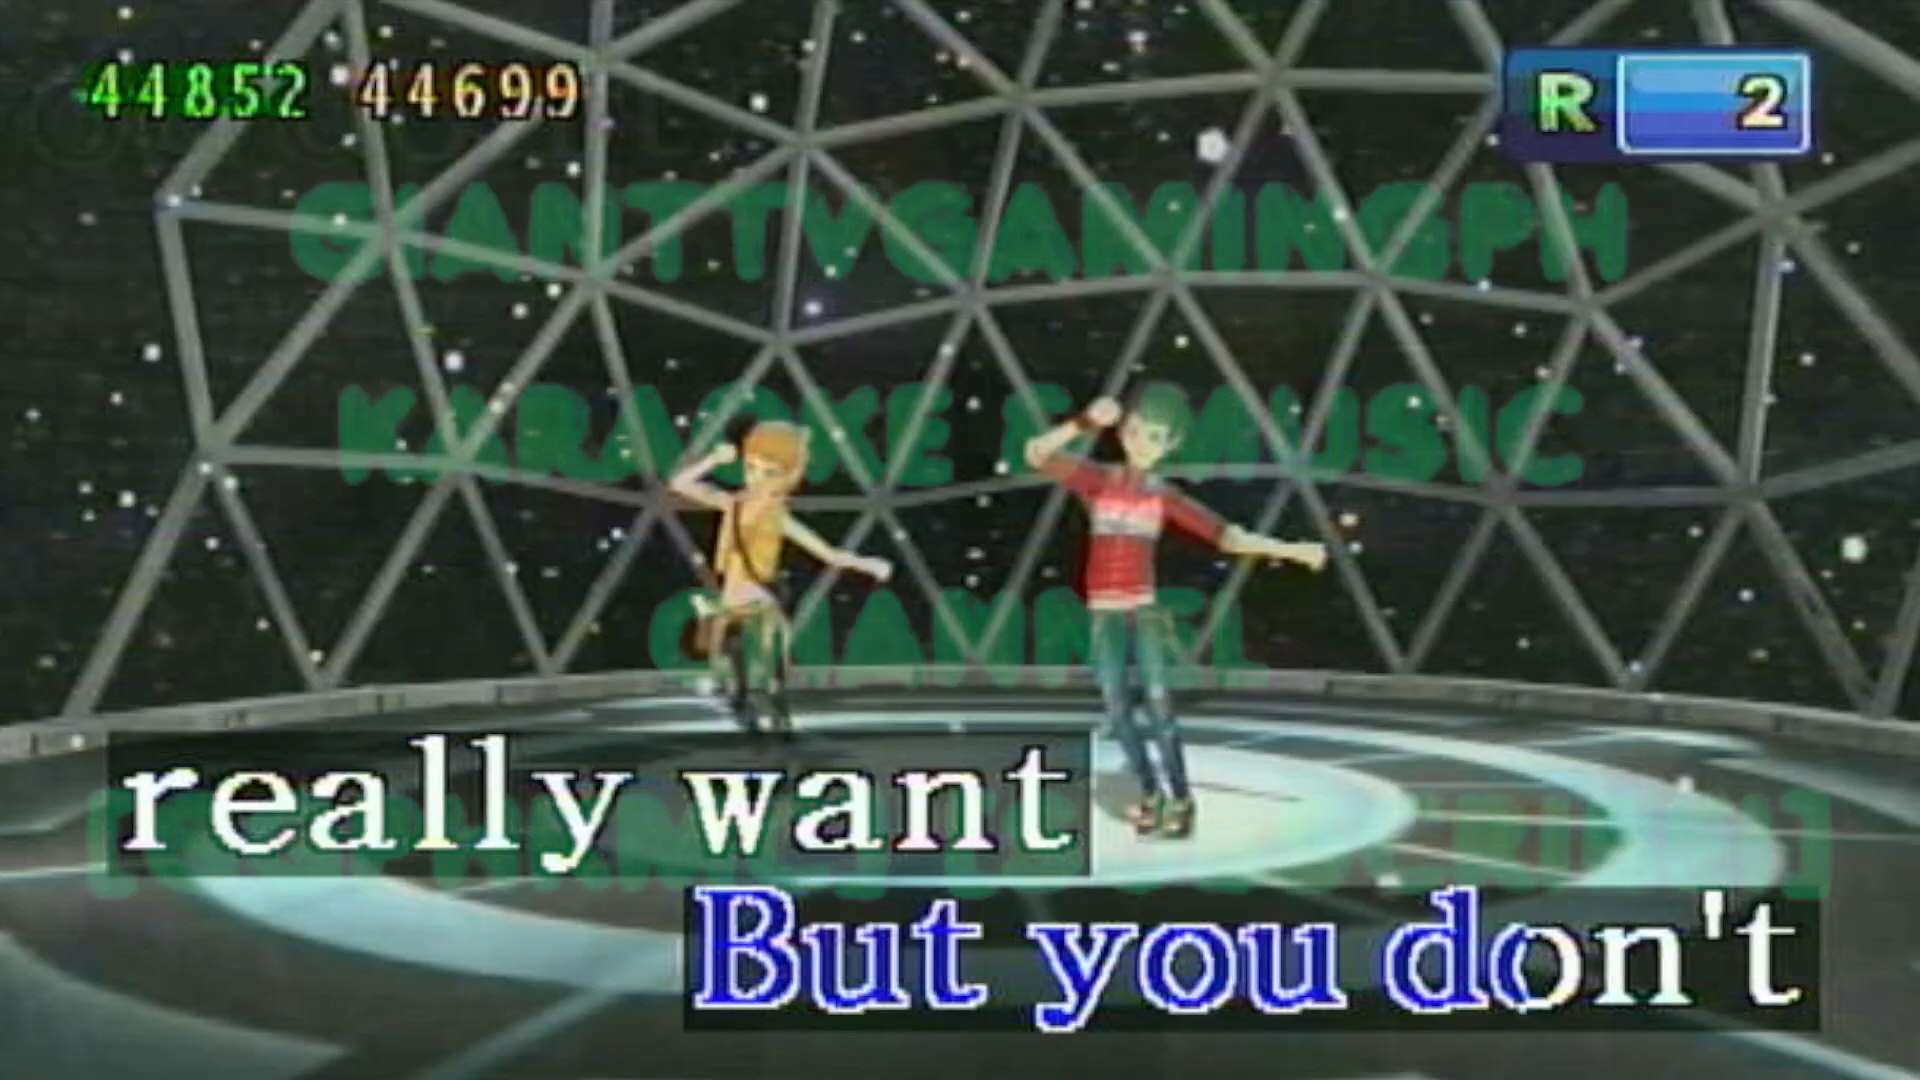 44852 44699
R 2
GIANTTVGAMINGPH
KARAOKE & MUSIC
CHANNEL
really want
But you don't